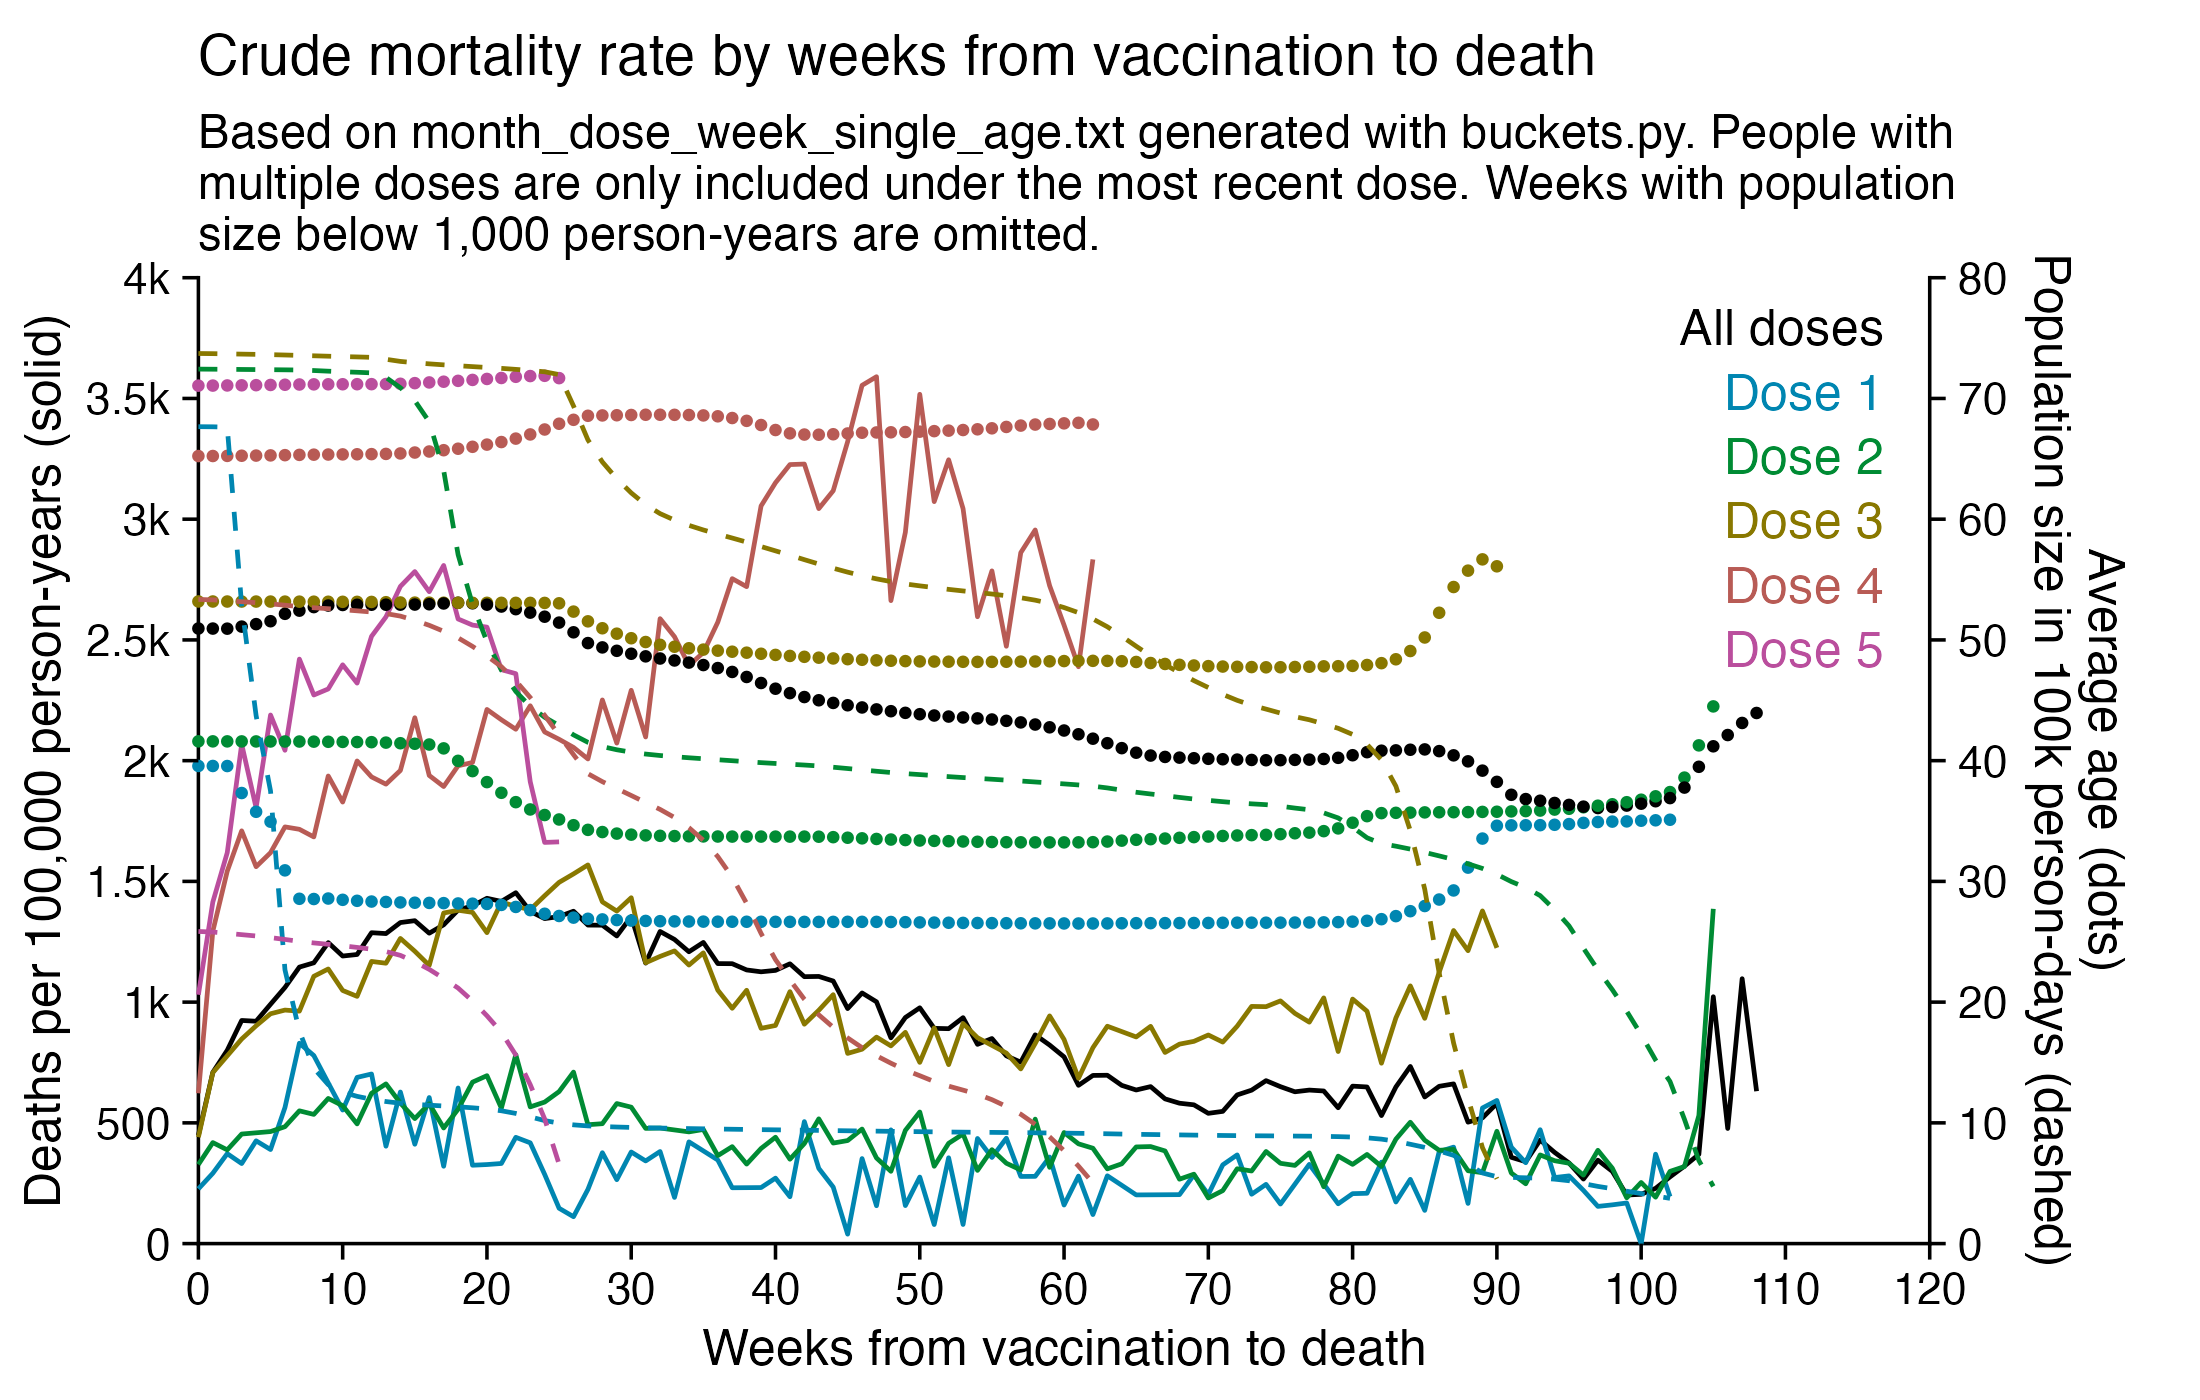 Crude mortality rate by weeks from vaccination to death
Based on month_dose_week_single_age.txt generated with buckets.py. People with
multiple doses are only included under the most recent dose. Weeks with population
size below 1,000 person-years are omitted.
Deaths per 100,000 person-years (solid)
4k
3.5k
3k
2.5k
2k
1.5k
1k
500
0
All doses
Dose 1
Dose 2
Dose 3
Dose 4
Dose 5
80
70
60
50
40
30
20
10
0
Average age (dots)
Population size in 100k person-days (dashed)
0 10 20 30 40 50 60 70 80 90 100 110 120
Weeks from vaccination to death